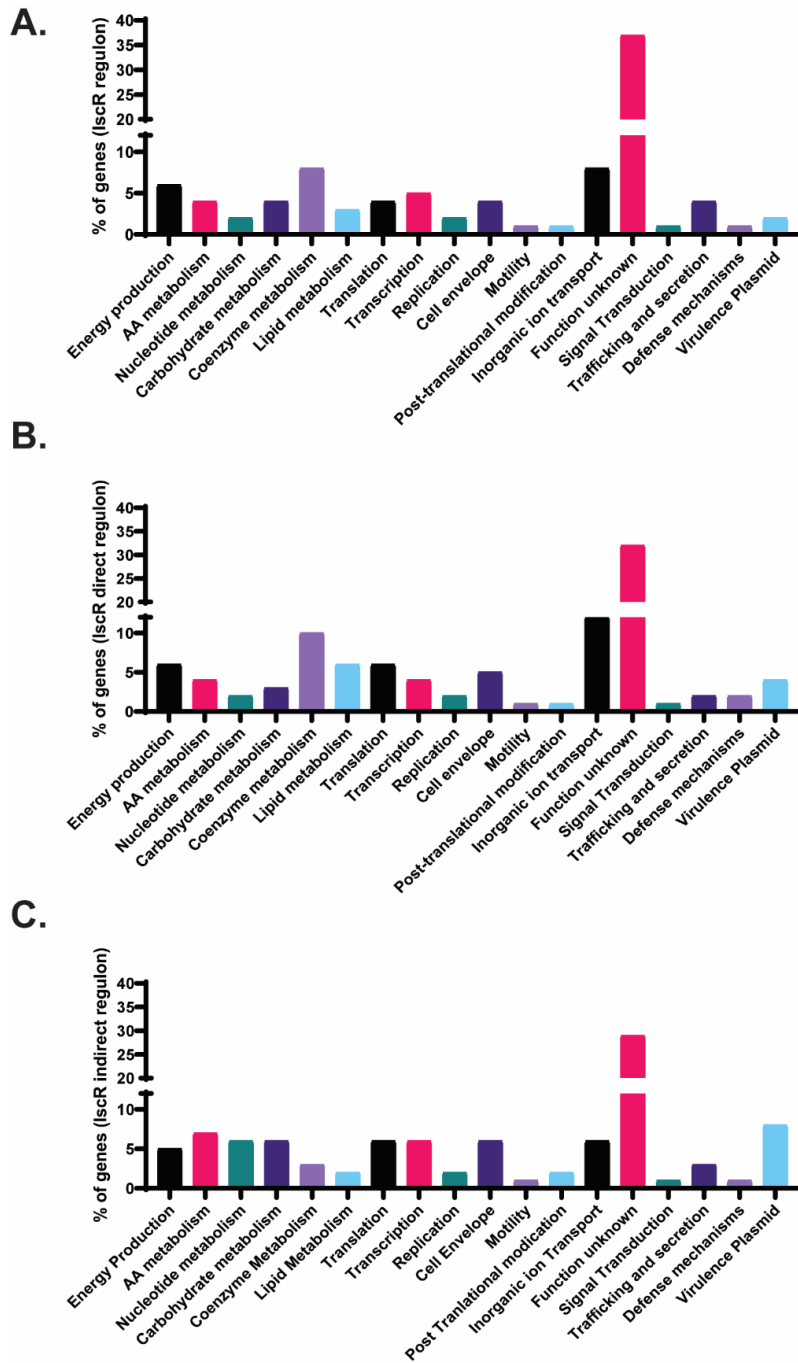 A.
% of genes (IscR regulon)
40
35
30
25
20
10
5
0
Energy production
AA metabolism
Nucleotide metabolism
Carbohydrate metabolism
Coenzyme metabolism
Lipid metabolism
Translation
Transcription
Replication
Cell envelope
Motility
Post-translational modification
Inorganic ion transport
Function unknown
Signal Transduction
Trafficking and secretion
Defense mechanisms
Virulence Plasmid
B.
% of genes (IscR direct regulon)
40
35
30
25
20
10
5
0
Energy production
AA metabolism
Nucleotide metabolism
Carbohydrate metabolism
Coenzyme metabolism
Lipid metabolism
Translation
Transcription
Replication
Cell envelope
Motility
Post-translational modification
Inorganic ion transport
Function unknown
Signal Transduction
Trafficking and secretion
Defense mechanisms
Virulence Plasmid
C.
% of genes (IscR indirect regulon)
40
35
30
25
20
10
5
0
Energy Production
AA metabolism
Nucleotide metabolism
Carbohydrate metabolism
Coenzyme Metabolism
Lipid Metabolism
Translation
Transcription
Replication
Cell Envelope
Motility
Post Tranlational modication
Inorganic ion Transport
Function unknown
Signal Transduction
Trafficking and secretion
Defense mechanisms
Virulence Plasmid